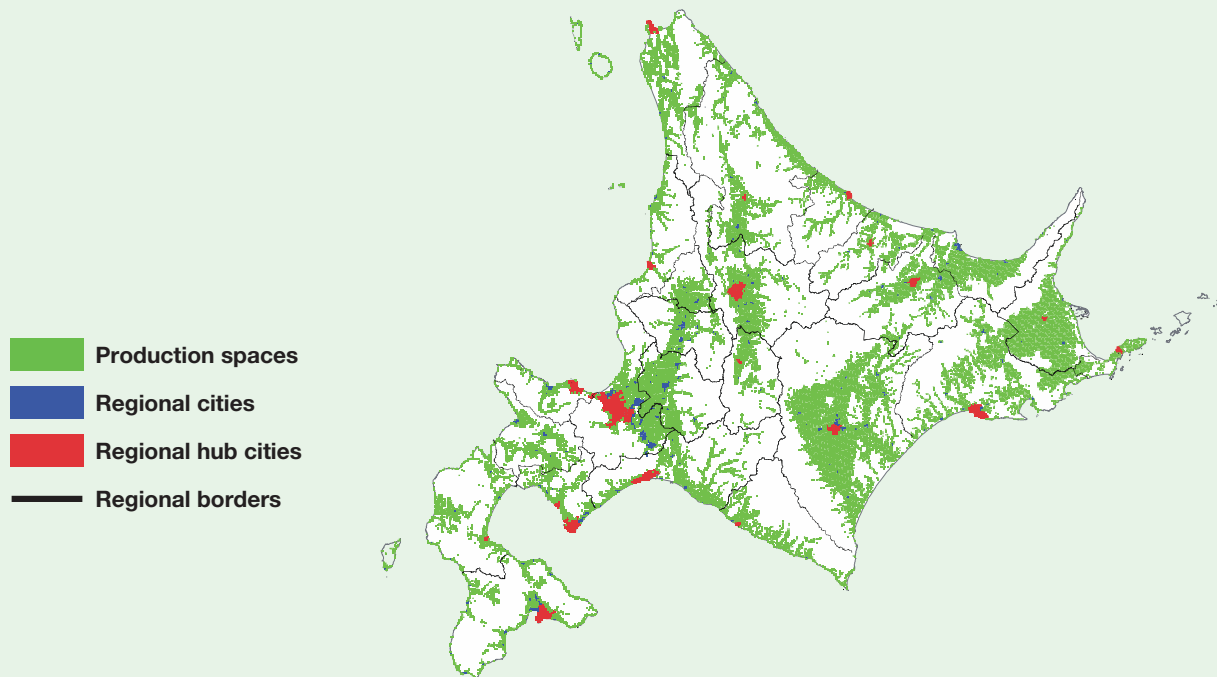 Production spaces
Regional cities
Regional hub cities
Regional borders